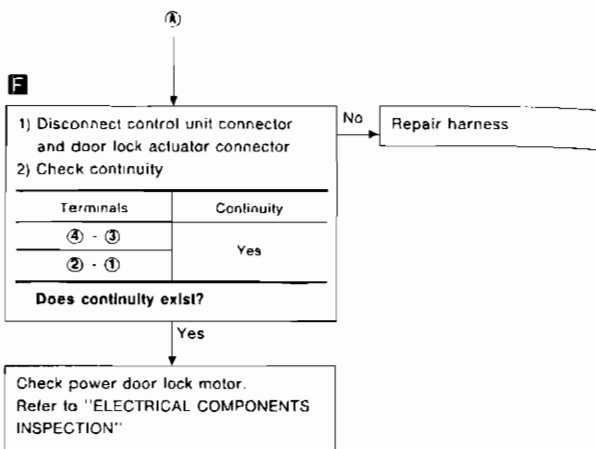 Ⓐ
F
1) Disconnect control unit connector
and door lock actuator connector
2) Check continuity
Terminals Continuity
④ - ③
Yes
② - ①
Does continuity exist?
No
Repair harness
Yes
Check power door lock motor.
Refer to "ELECTRICAL COMPONENTS
INSPECTION"